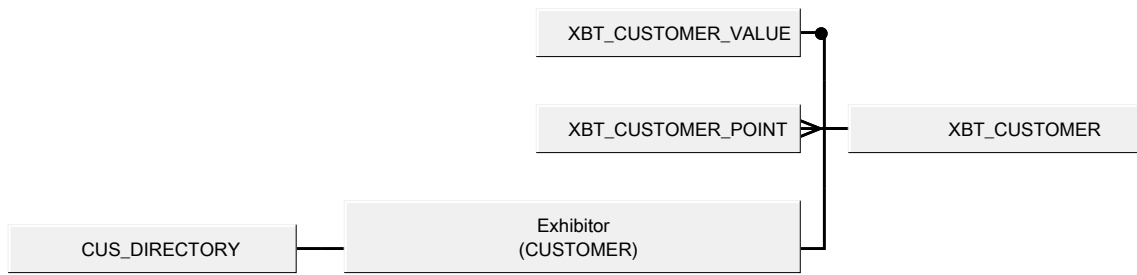 XBT_CUSTOMER_VALUE
XBT_CUSTOMER_POINT
XBT_CUSTOMER
Exhibitor
(CUSTOMER)
CUS_DIRECTORY